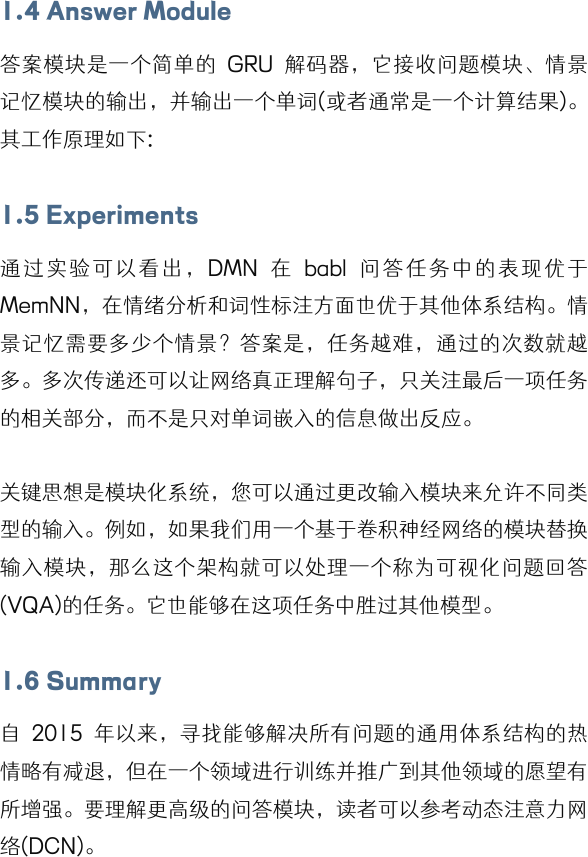 1.4 Answer Module
答案模块是一个简单的 GRU 解码器，它接收问题模块、情景
记忆模块的输出，并输出一个单词(或者通常是一个计算结果)。
其工作原理如下:
1.5 Experiments
通过实验可以看出，DMN 在 babI 问答任务中的表现优于
MemNN，在情绪分析和词性标注方面也优于其他体系结构。情
景记忆需要多少个情景？答案是，任务越难，通过的次数就越
多。多次传递还可以让网络真正理解句子，只关注最后一项任务
的相关部分，而不是只对单词嵌入的信息做出反应。
关键思想是模块化系统，您可以通过更改输入模块来允许不同类
型的输入。例如，如果我们用一个基于卷积神经网络的模块替换
输入模块，那么这个架构就可以处理一个称为可视化问题回答
(VQA)的任务。它也能够在这项任务中胜过其他模型。
1.6 Summary
自 2015 年以来，寻找能够解决所有问题的通用体系结构的热
情略有减退，但在一个领域进行训练并推广到其他领域的愿望有
所增强。要理解更高级的问答模块，读者可以参考动态注意力网
络(DCN)。